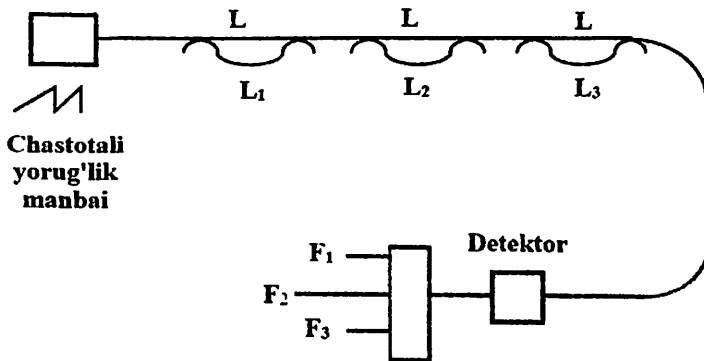 L L L
L₁ L₂ L₃
Chastotali
yorug'lik
manbai
Detektor
F₁
F₂
F₃